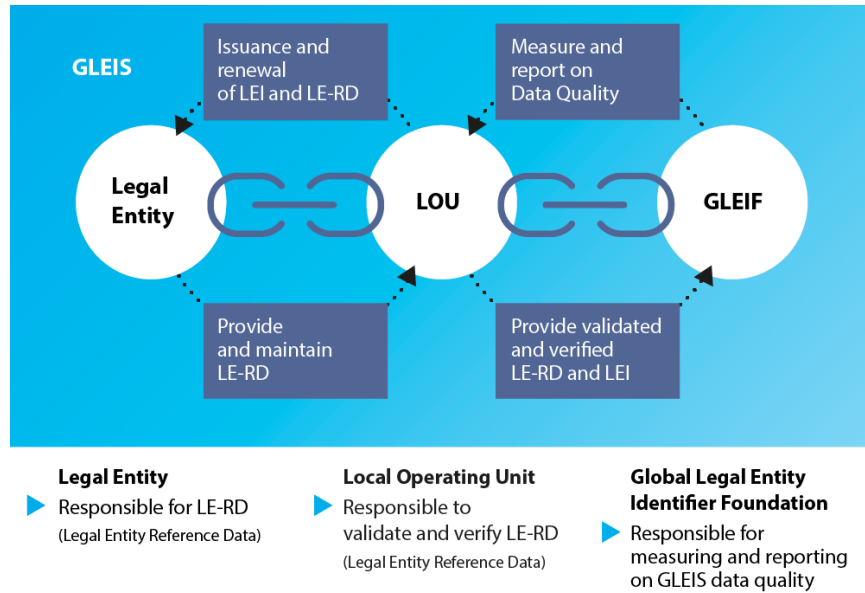 GLEIS
Issuance and
renewal
of LEI and LE-RD
Measure and
report on
Data Quality
Legal
Entity
LOU
GLEIF
Provide
and maintain
LE-RD
Provide validated
and verified
LE-RD and LEI
Legal Entity
Responsible for LE-RD
(Legal Entity Reference Data)
Local Operating Unit
Responsible to
validate and verify LE-RD
(Legal Entity Reference Data)
Global Legal Entity
Identifier Foundation
Responsible for
measuring and reporting
on GLEIS data quality